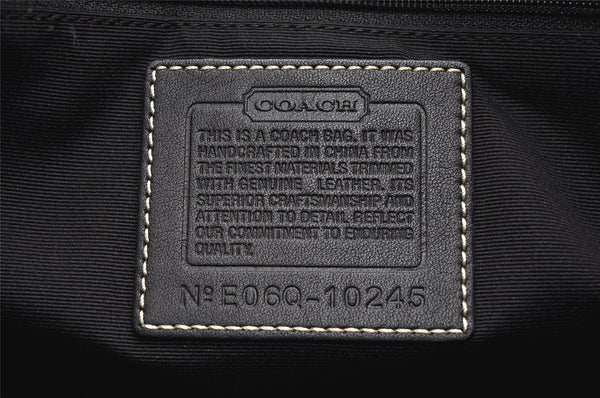 COACH
THIS IS A COACH BAG. IT WAS
HANDCRAFTED IN CHINA FROM
THE FINEST MATERIALS TRIMMED
WITH GENUINE LEATHER. ITS
SUPERIOR CRAFTSMANSHIP AND
ATTENTION TO DETAIL REFLECT
OUR COMMITMENT TO ENDURING
QUALITY.
Nº E06Q-10245